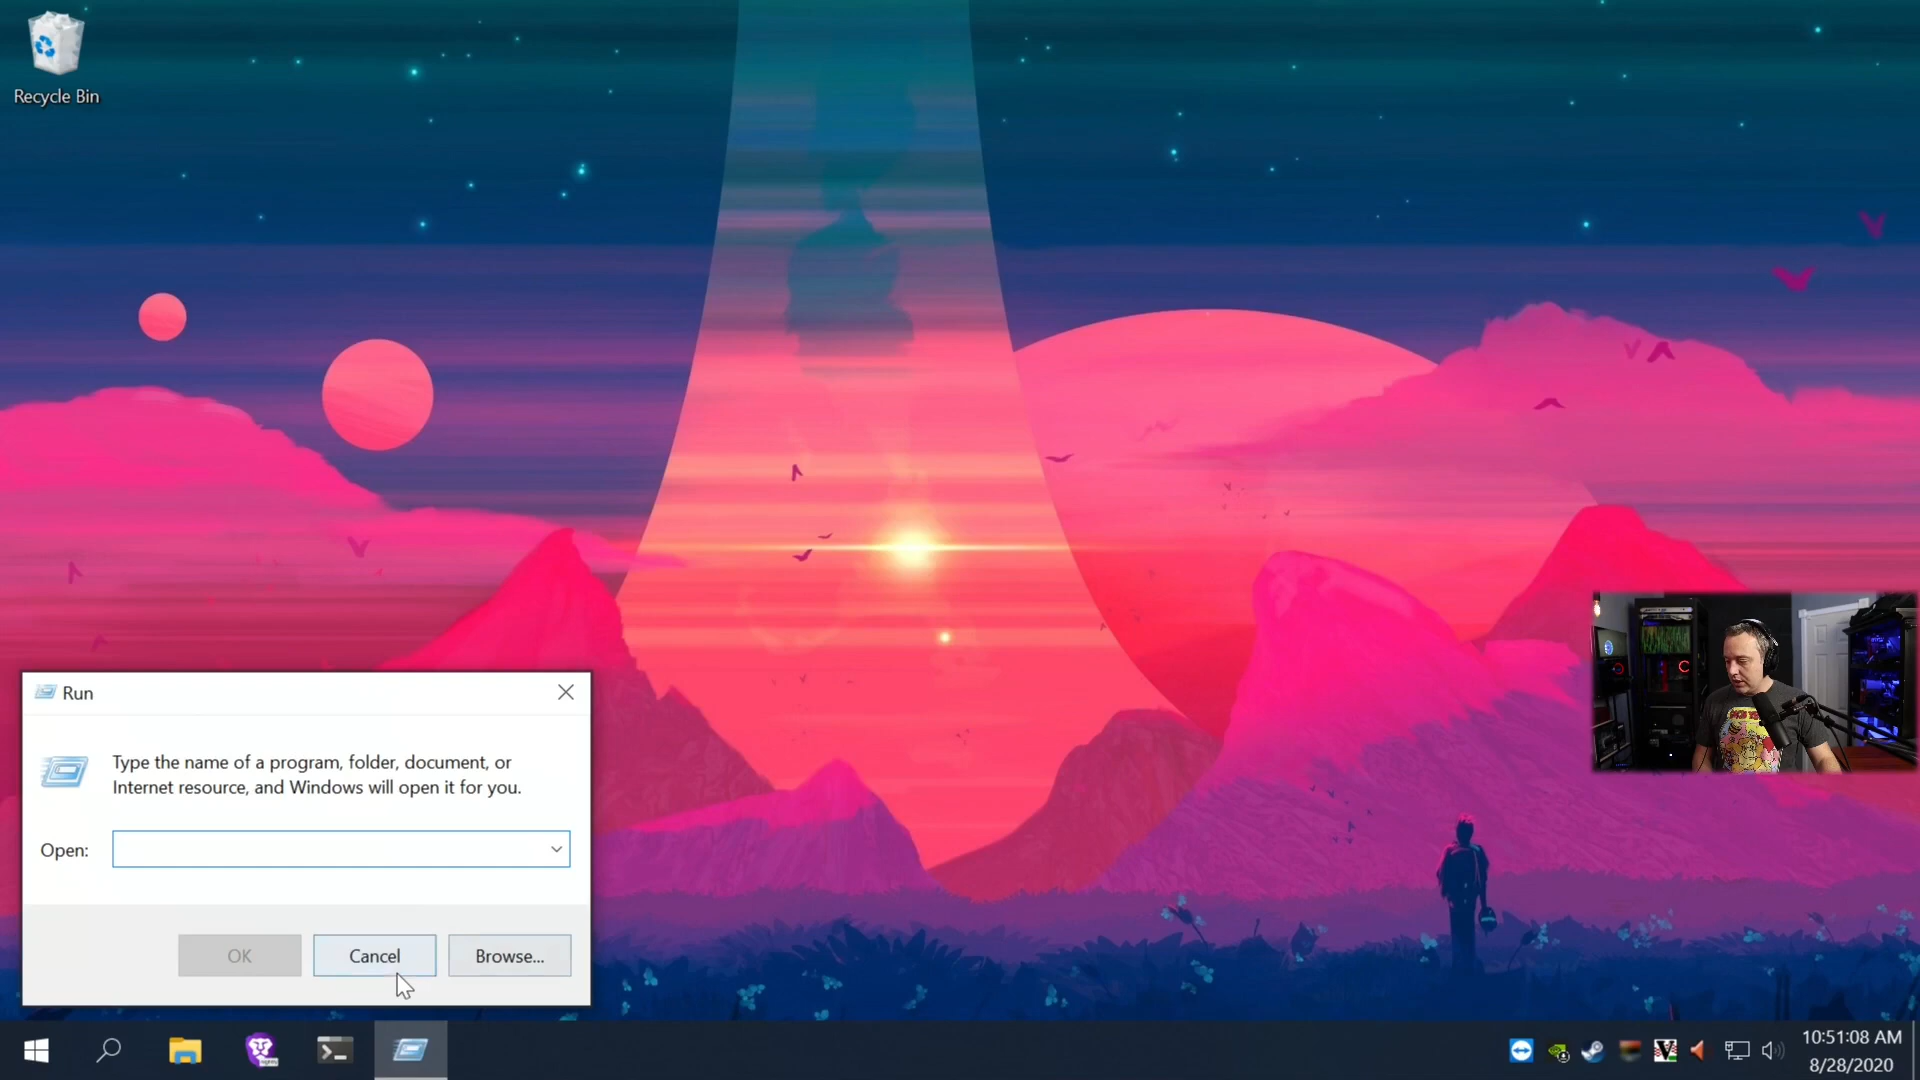 Recycle Bin
Run
Type the name of a program, folder, document, or
Internet resource, and Windows will open it for you.
Open:
OK
Cancel
Browse...
10:51:08 AM
8/28/2020